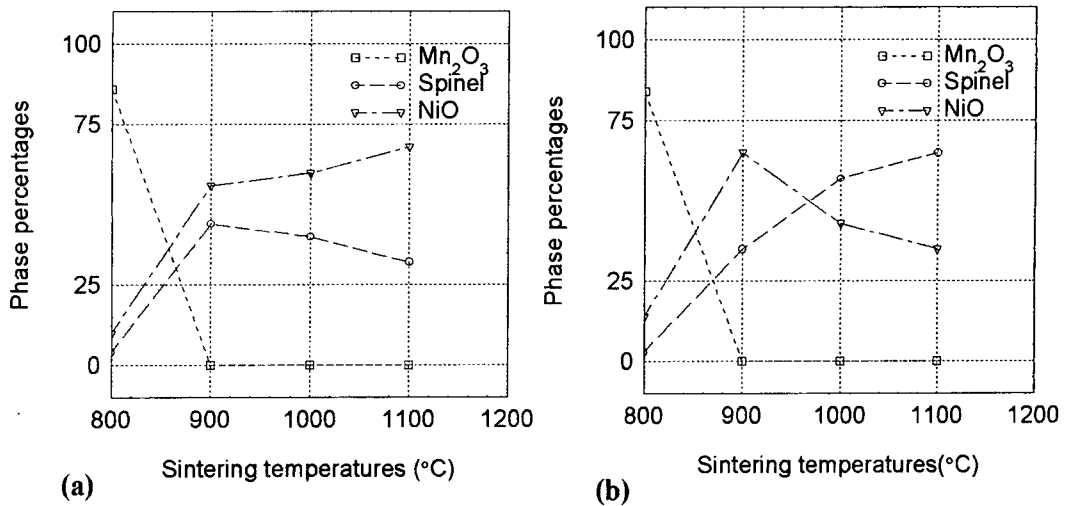 Phase percentages
100
75
25
0
Mn₂O₃
Spinel
NiO
800 900 1000 1100 1200
Sintering temperatures (°C)
(a)
Phase percentages
100
75
25
0
Mn₂O₃
Spinel
NiO
800 900 1000 1100 1200
Sintering temperatures(°C)
(b)